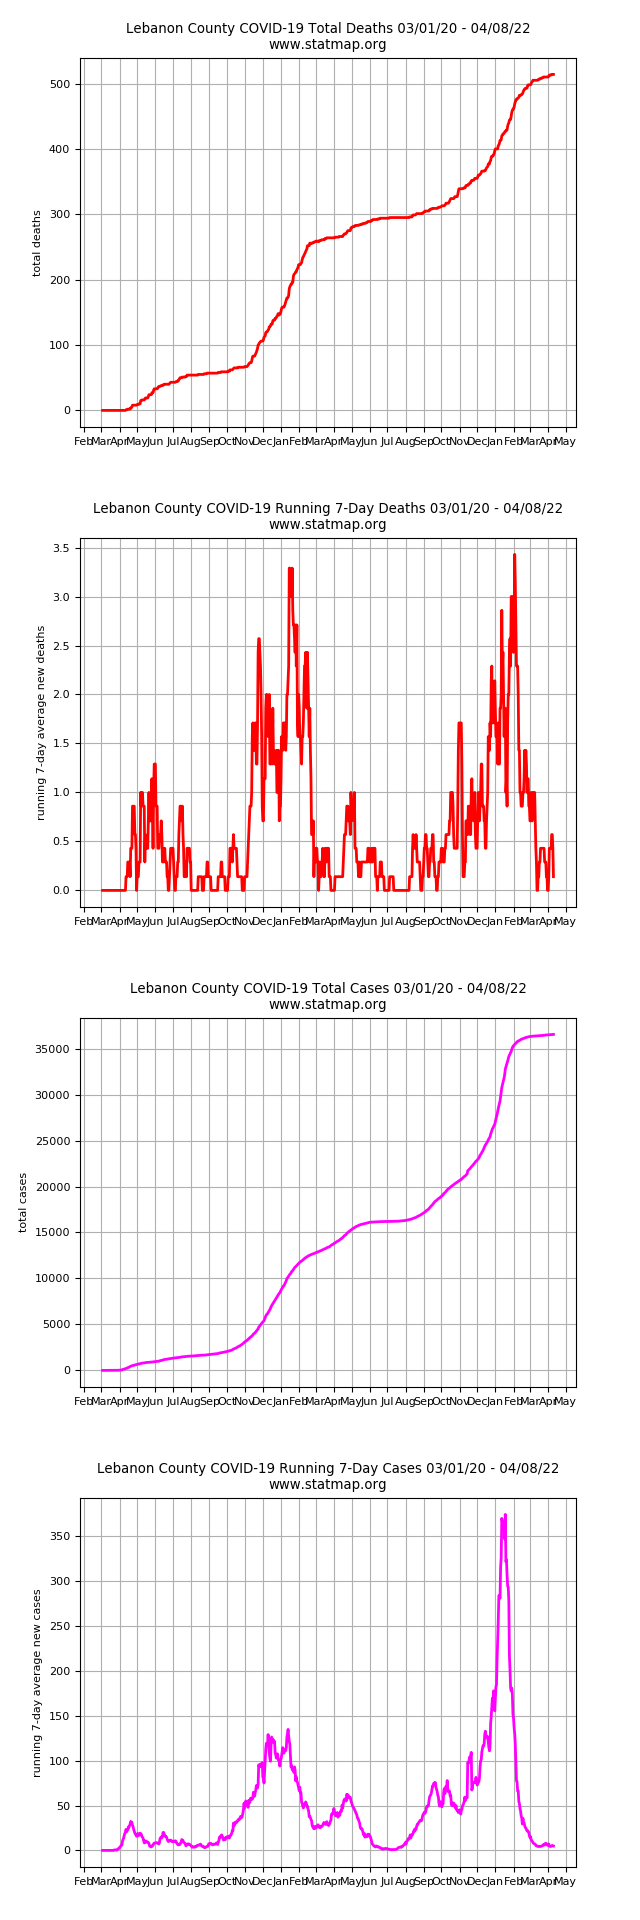 Lebanon County COVID-19 Total Deaths 03/01/20 - 04/08/22
www.statmap.org
500
400
300
200
100
0
total deaths
Feb Mar Apr May Jun Jul Aug Sep Oct Nov Dec Jan Feb Mar Apr May Jun Jul Aug Sep Oct Nov Dec Jan Feb Mar Apr May
Lebanon County COVID-19 Running 7-Day Deaths 03/01/20 - 04/08/22
www.statmap.org
3.5
3.0
2.5
2.0
1.5
1.0
0.5
0.0
running 7-day average new deaths
Feb Mar Apr May Jun Jul Aug Sep Oct Nov Dec Jan Feb Mar Apr May Jun Jul Aug Sep Oct Nov Dec Jan Feb Mar Apr May
Lebanon County COVID-19 Total Cases 03/01/20 - 04/08/22
www.statmap.org
35000
30000
25000
20000
15000
10000
5000
0
total cases
Feb Mar Apr May Jun Jul Aug Sep Oct Nov Dec Jan Feb Mar Apr May Jun Jul Aug Sep Oct Nov Dec Jan Feb Mar Apr May
Lebanon County COVID-19 Running 7-Day Cases 03/01/20 - 04/08/22
www.statmap.org
350
300
250
200
150
100
50
0
running 7-day average new cases
Feb Mar Apr May Jun Jul Aug Sep Oct Nov Dec Jan Feb Mar Apr May Jun Jul Aug Sep Oct Nov Dec Jan Feb Mar Apr May